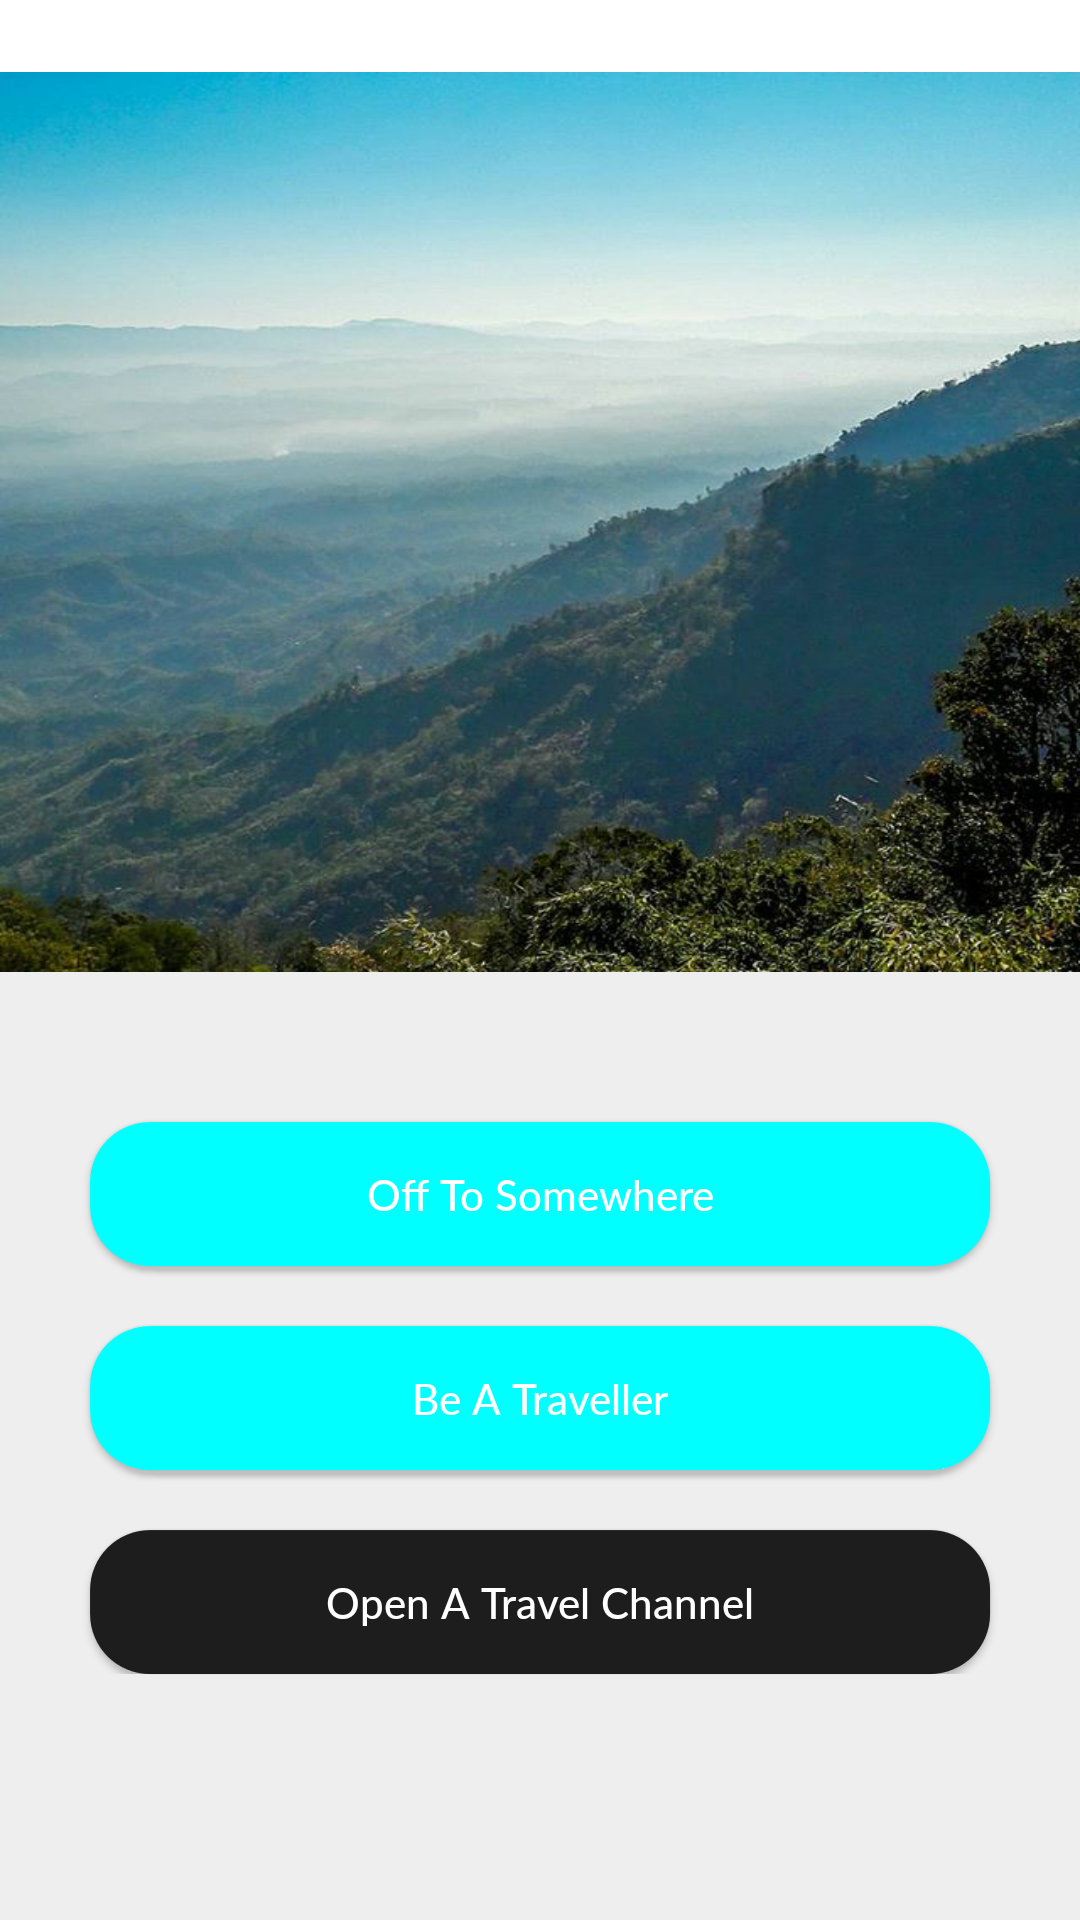 Off To Somewhere
Be A Traveller
Open A Travel Channel